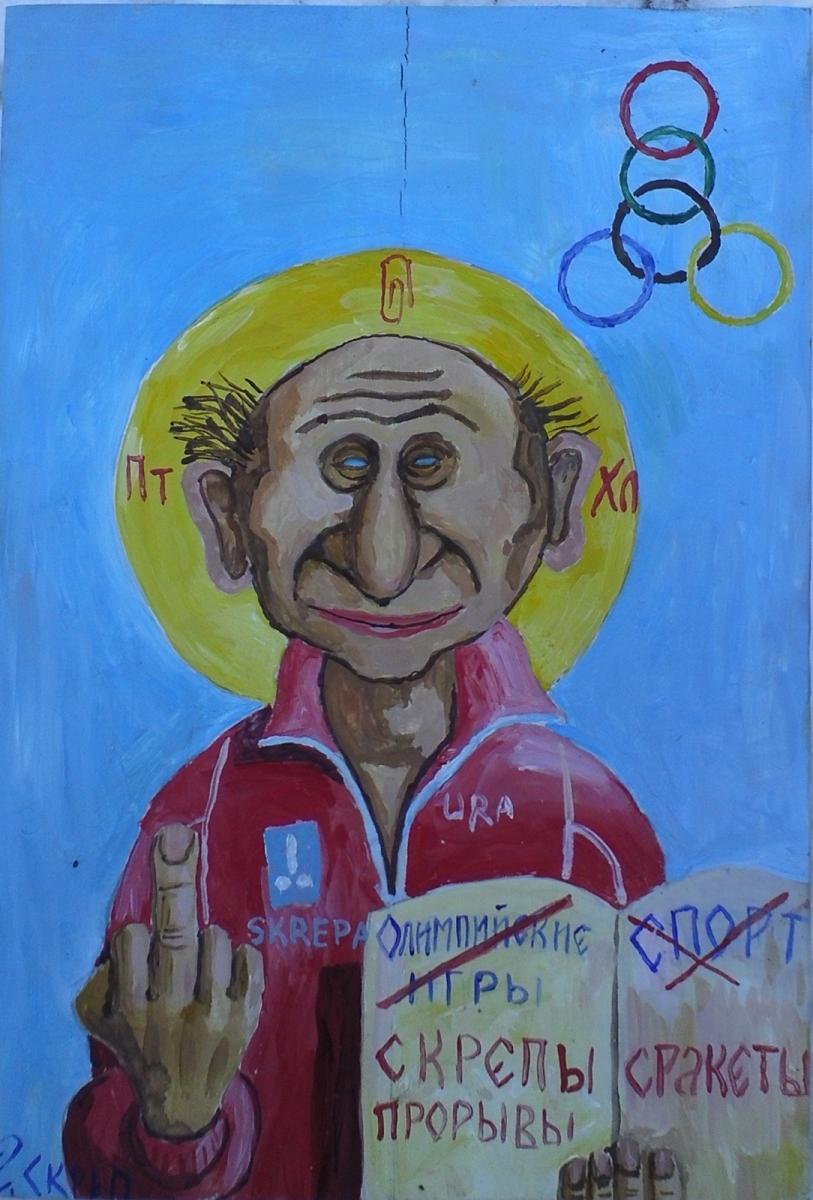 Пт
Хл
URA
SKREPA
ОЛИМПИЙСКИЕ
ИГРЫ
СКРЕПЫ
ПРОРЫВЫ
СПОРТ
СРАКЕТЫ